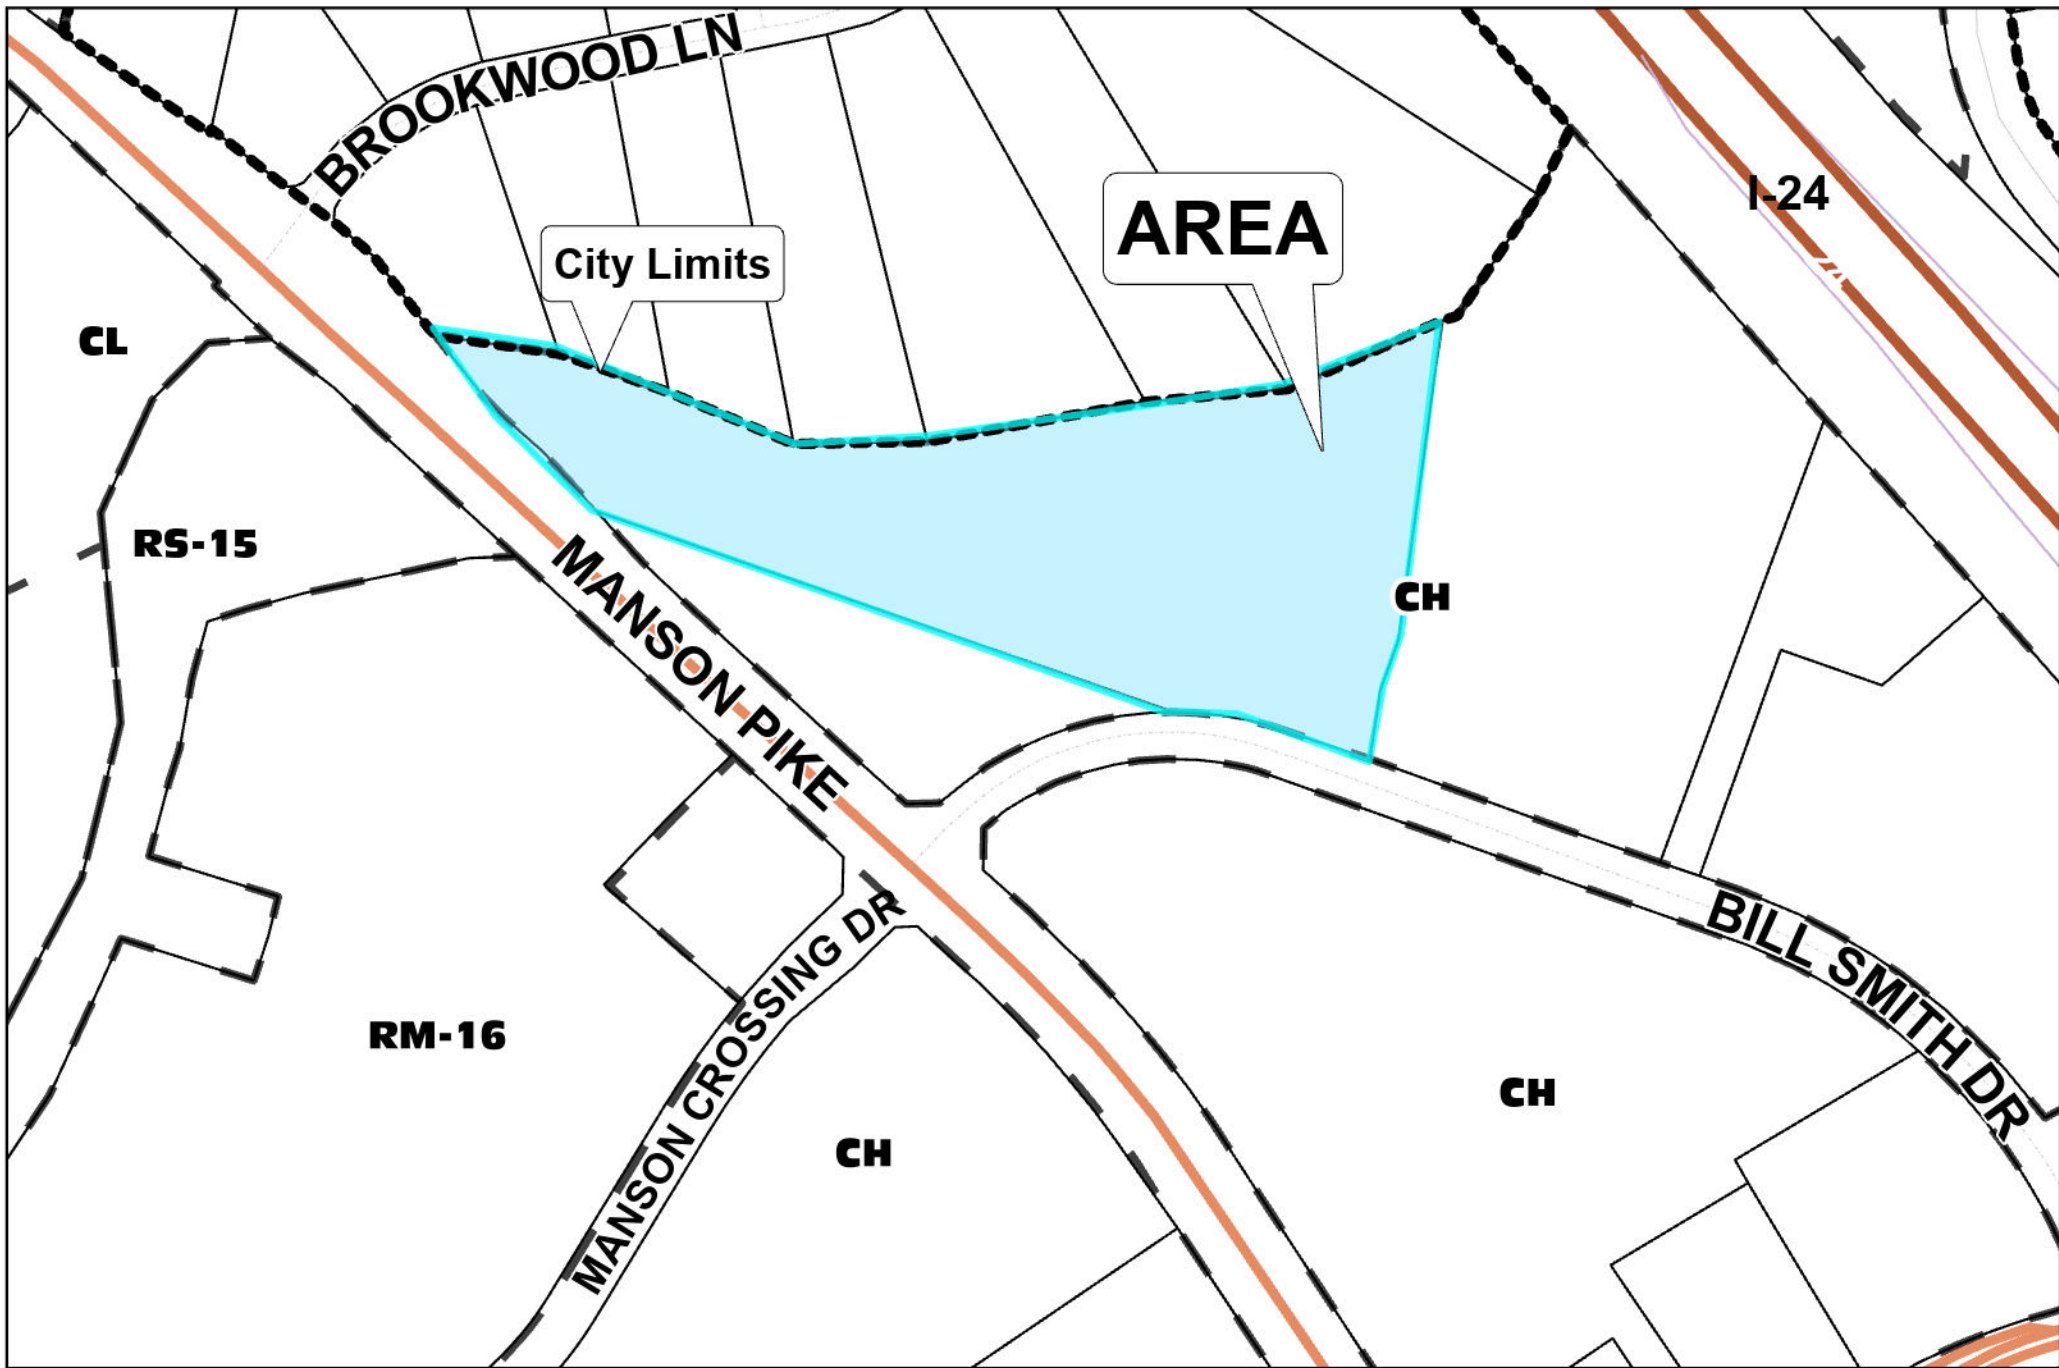 BROOKWOOD LN
I-24
AREA
City Limits
CL
RS-15
CH
MANSON PIKE
BILL SMITH DR
MANSON CROSSING DR
RM-16
CH
CH